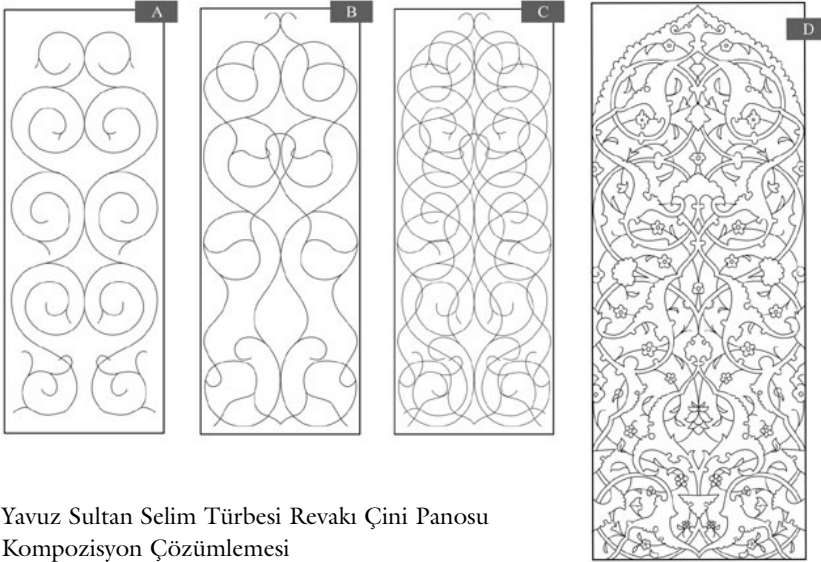 A
B
C
D
Yavuz Sultan Selim Türbesi Revakı Çini Panosu
Kompozisyon Çözümlemesi